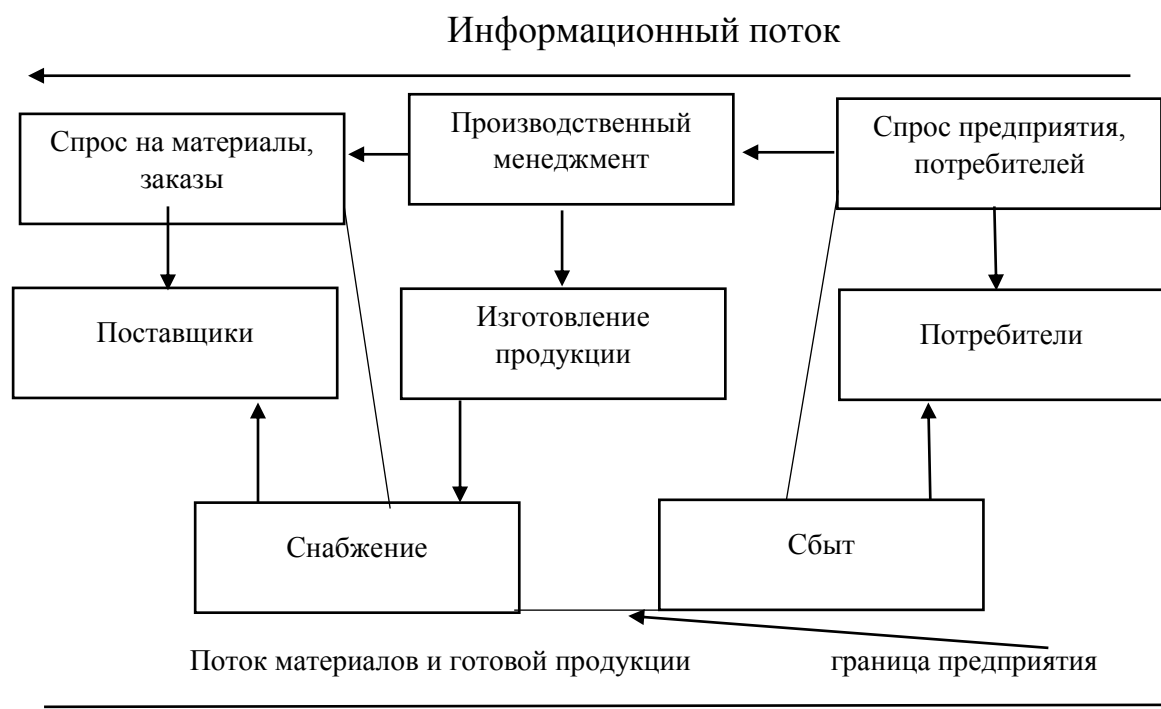 Информационный поток
Спрос на материалы,
заказы
Производственный
менеджмент
Спрос предприятия,
потребителей
Поставщики
Изготовление
продукции
Потребители
Снабжение
Сбыт
Поток материалов и готовой продукции
граница предприятия